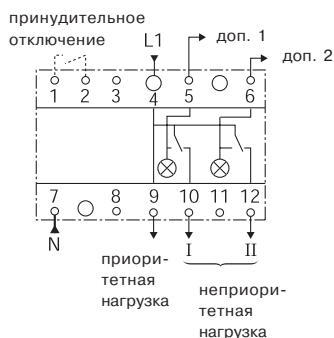 принудительное
отключение
L1
доп. 1
доп. 2
1 2 3 4 5 6
7 8 9 10 11 12
N
I II
приори-
тетная
нагрузка
неприори-
тетная
нагрузка